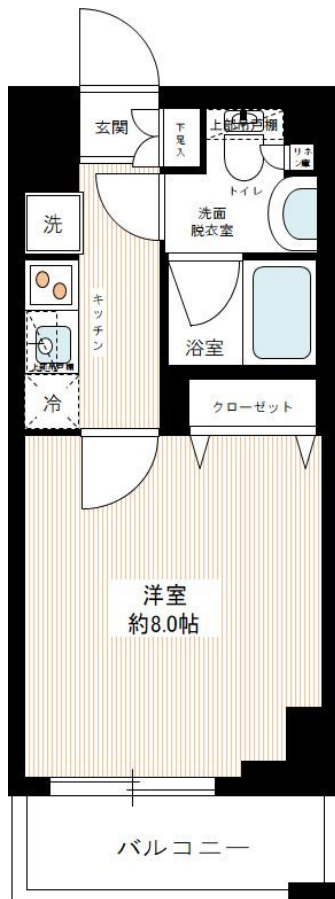 玄関
下足入
上部吊戸棚
リネン庫
トイレ
洗面
脱衣室
洗
キッチン
浴室
上部吊戸棚
冷
クローゼット
洋室
約8.0帖
バルコニー